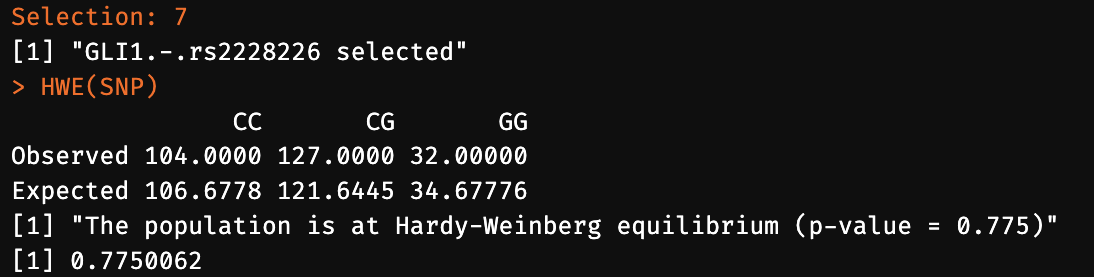 Selection: 7
[1] "GLI1.-.rs2228226 selected"
> HWE(SNP)
CC CG GG
Observed 104.0000 127.0000 32.00000
Expected 106.6778 121.6445 34.67776
[1] "The population is at Hardy-Weinberg equilibrium (p-value = 0.775)"
[1] 0.7750062